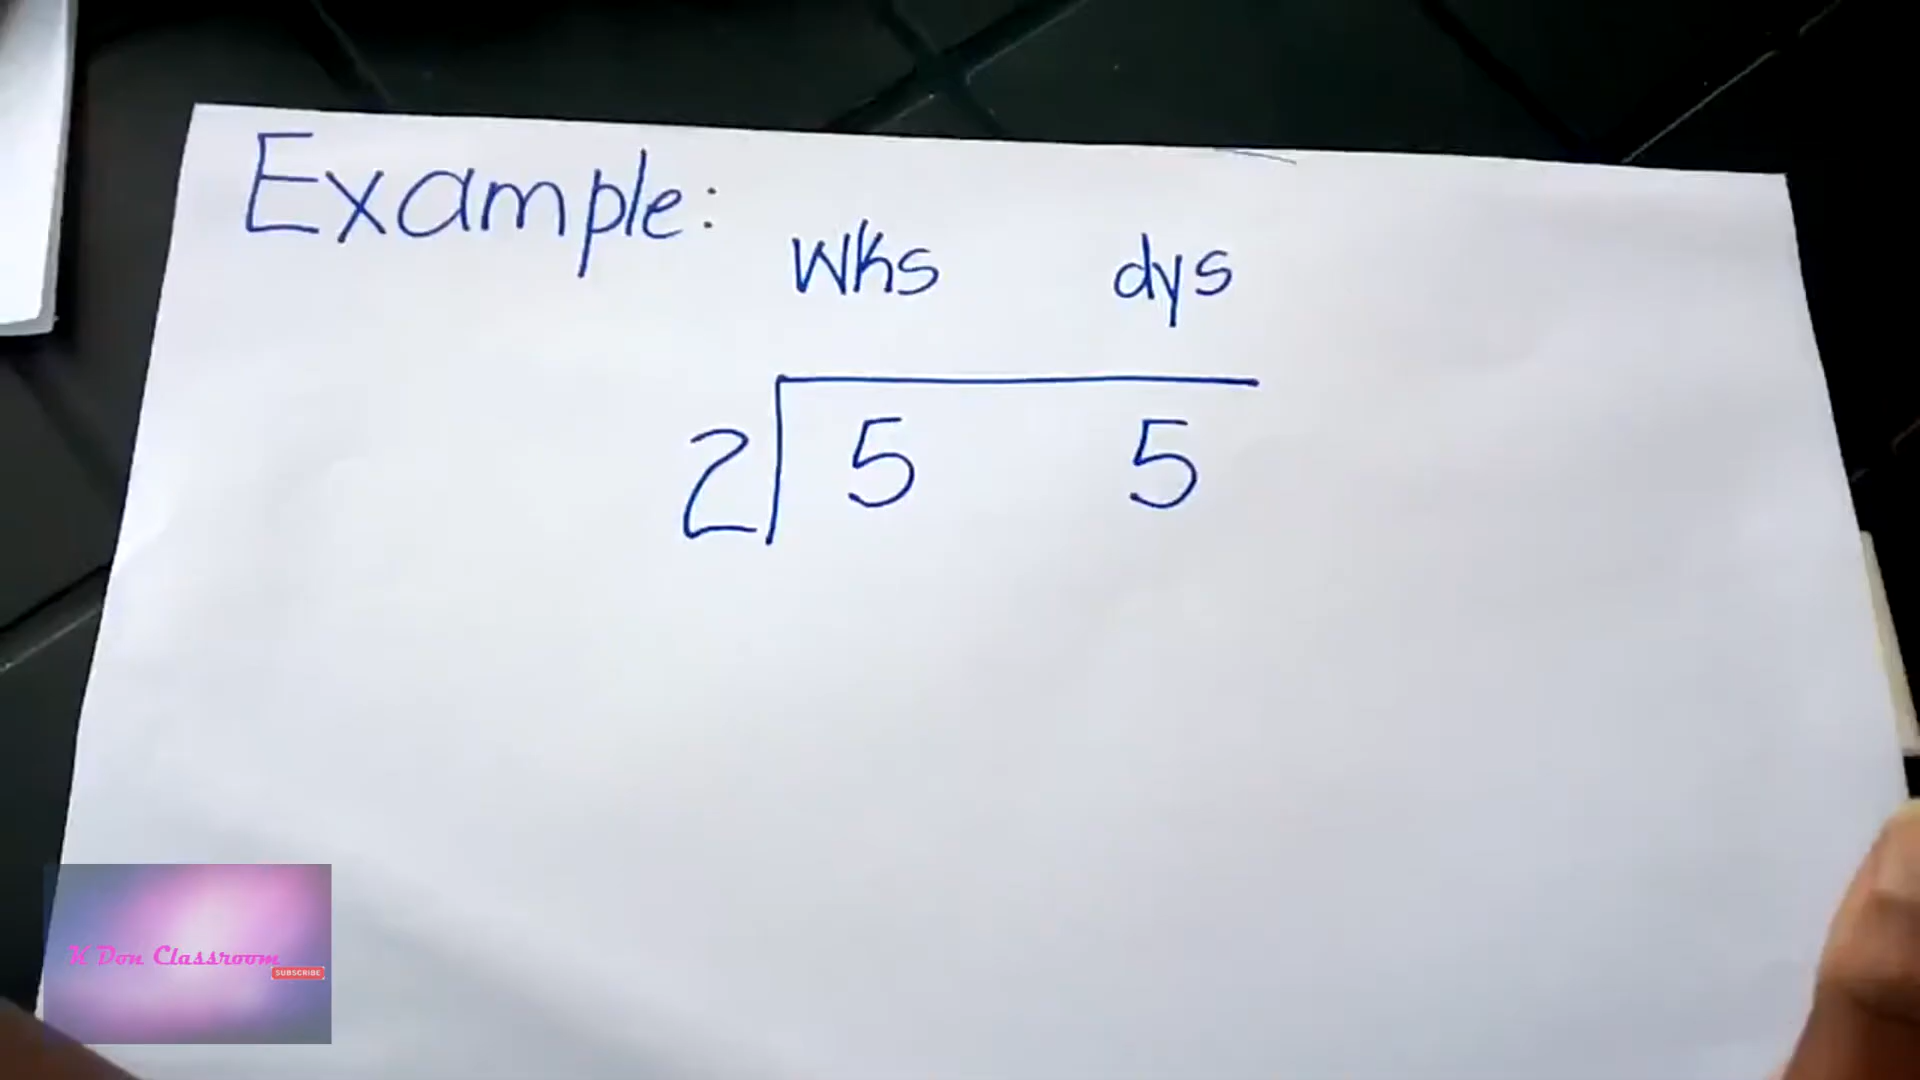 Example:
wks dys
2 5 5
K Don Classroom
SUBSCRIBE